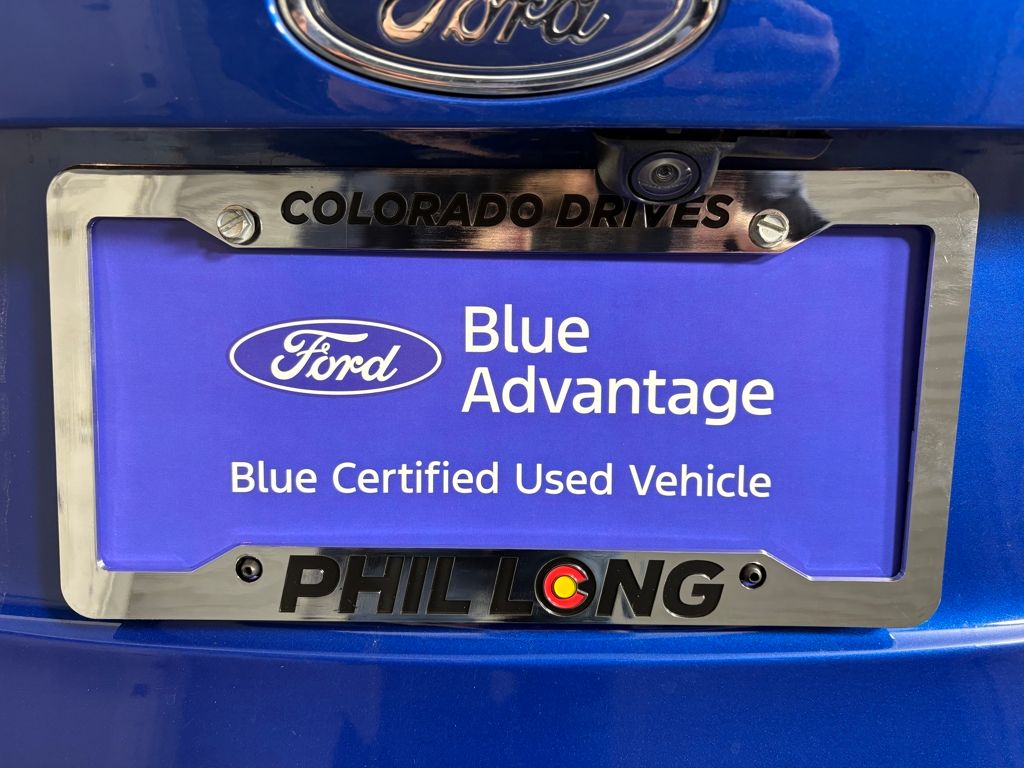 Ford
COLORADO DRIVES
Ford
Blue
Advantage
Blue Certified Used Vehicle
PHIL LONG